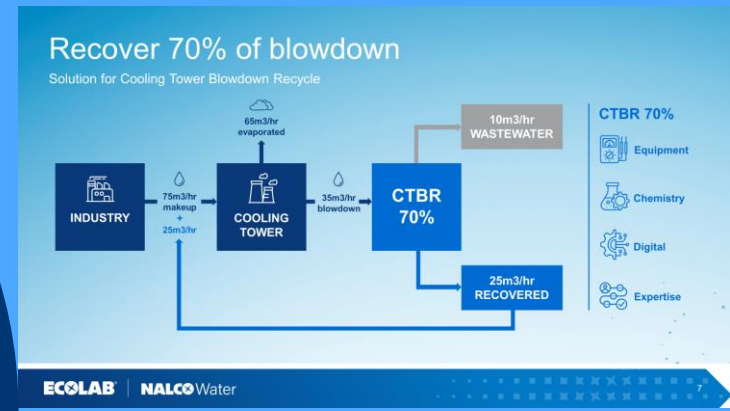 Recover 70% of blowdown
Solution for Cooling Tower Blowdown Recycle
65m3/hr
evaporated
10m3/hr
WASTEWATER
INDUSTRY
75m3/hr
makeup
+
25m3/hr
COOLING
TOWER
35m3/hr
blowdown
CTBR
70%
25m3/hr
RECOVERED
CTBR 70%
Equipment
Chemistry
Digital
Expertise
ECOLAB | NALCO Water
7